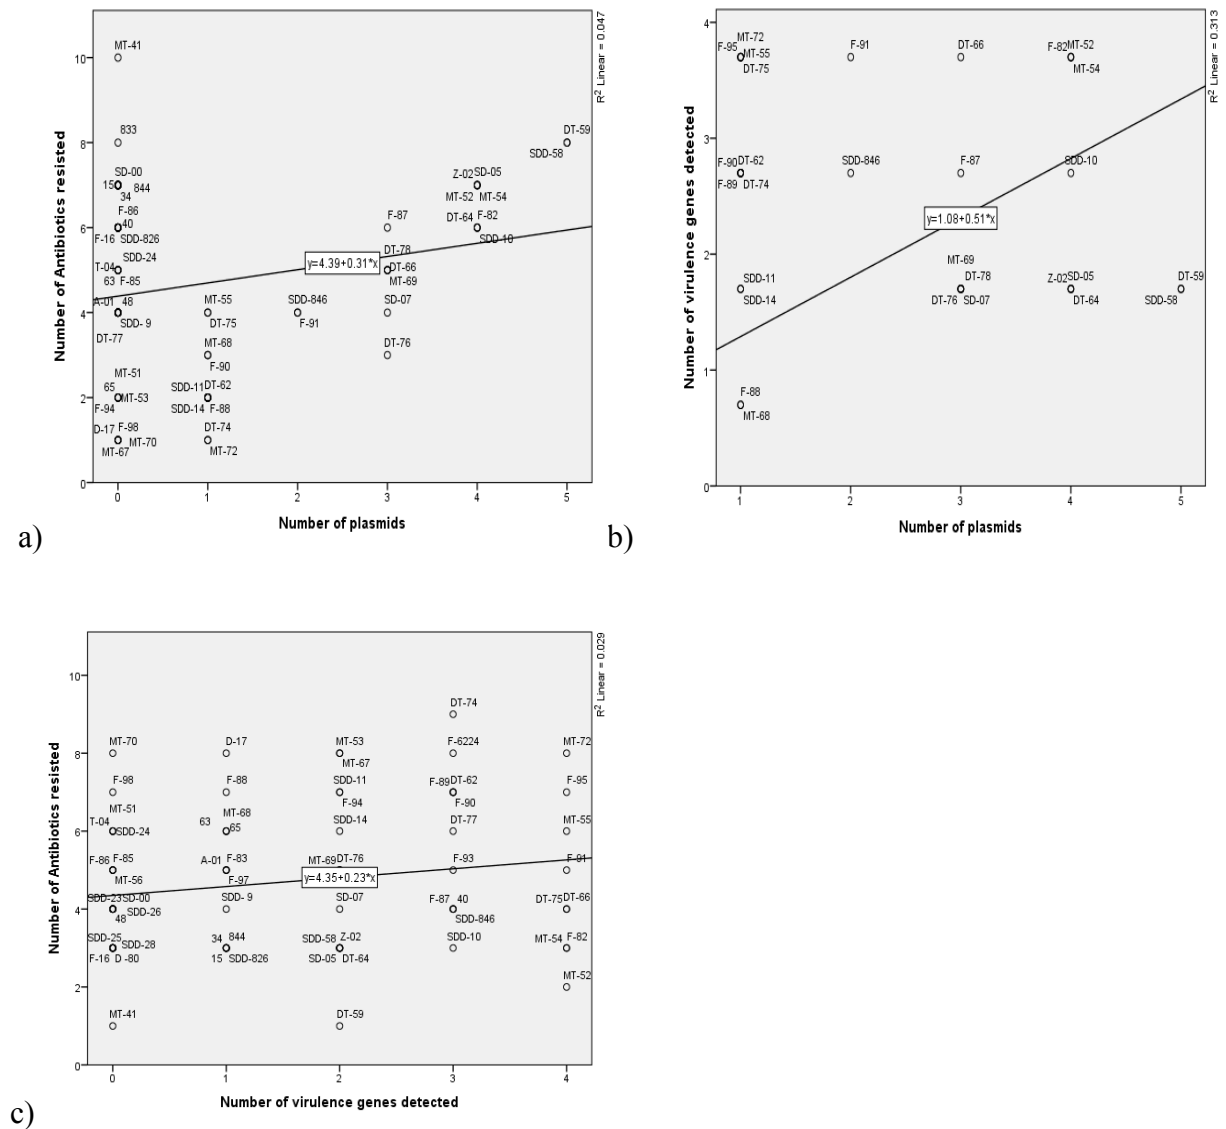 R² Linear = 0.047
Number of Antibiotics resisted
10
8
6
4
2
0
MT-41
833
DT-59
SDD-58
SD-00
15 844
34
Z-02 SD-05
MT-52 MT-54
F-86
40
F-16 SDD-826
F-87
DT-64 F-82
SDD-10
SDD-24
T-04
63 F-85
DT-78
DT-66
MT-69
y=4.39+0.31*x
A-01 48
SDD- 9
DT-77
MT-55
DT-75
SDD-846
F-91
SD-07
MT-68
F-90
DT-76
MT-51
65
MT-53
F-94
SDD-11 DT-62
SDD-14 F-88
D-17 F-98
MT-70
MT-67
DT-74
MT-72
0 1 2 3 4 5
Number of plasmids
a)
R² Linear = 0.313
Number of virulence genes detected
4
3
2
1
0
MT-72
F-95
MT-55
DT-75
F-91
DT-66
F-82 MT-52
MT-54
F-90 DT-62
F-89 DT-74
SDD-846
F-87
SDD-10
y=1.08+0.51*x
SDD-11
SDD-14
MT-69
DT-78
DT-76 SD-07
Z-02 SD-05
DT-64
DT-59
SDD-58
F-88
MT-68
1 2 3 4 5
Number of plasmids
b)
R² Linear = 0.029
Number of Antibiotics resisted
10
8
6
4
2
0
DT-74
MT-70
D-17
MT-53
MT-67
F-6224
MT-72
F-98
F-88
SDD-11
F-94
F-89 DT-62
F-90
F-95
MT-51
T-04
SDD-24
MT-68
63
65
SDD-14
DT-77
MT-55
F-86 F-85
MT-56
A-01 F-83
F-97
MT-69 DT-76
F-93
F-91
y=4.35+0.23*x
SDD-23 SD-00
SDD-26
48
SDD- 9
SD-07
F-87 40
SDD-846
DT-75 DT-66
SDD-25
SDD-28
F-16 D -80
34 844
15 SDD-826
SDD-58 Z-02
SD-05 DT-64
SDD-10
MT-54 F-82
MT-52
MT-41
DT-59
0 1 2 3 4
Number of virulence genes detected
c)